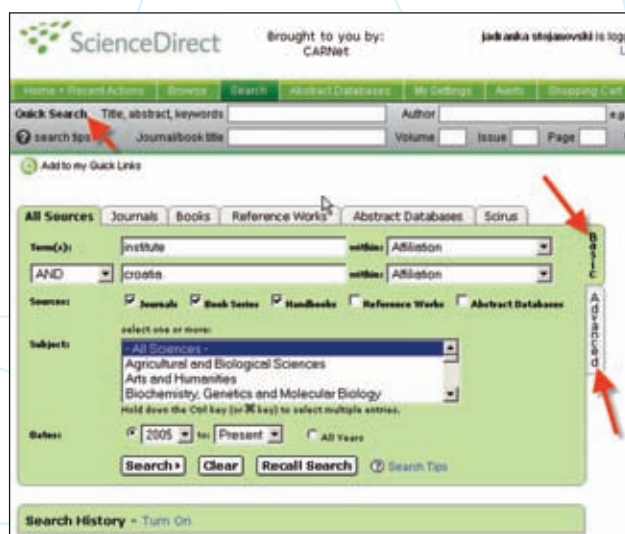 ScienceDirect
Brought to you by:
CARNet
jadranka stojanovski is logg
Home + Recent Actions Browse Search Abstract Databases My Settings Alerts Shopping Cart
Quick Search Title, abstract, keywords Author e.g
search tips Journal/book title Volume Issue Page
Add to my Quick Links
All Sources Journals Books Reference Works Abstract Databases Scirus
Term(s): institute within: Affiliation
AND croatia within: Affiliation
Basic
Advanced
Sources: Journals Book Series Handbooks Reference Works Abstract Databases
select one or more:
Subject: - All Sciences -
Agricultural and Biological Sciences
Arts and Humanities
Biochemistry, Genetics and Molecular Biology
Hold down the Ctrl key (or ⌘ key) to select multiple entries.
Dates: 2005 to: Present All Years
Search Clear Recall Search Search Tips
Search History - Turn On